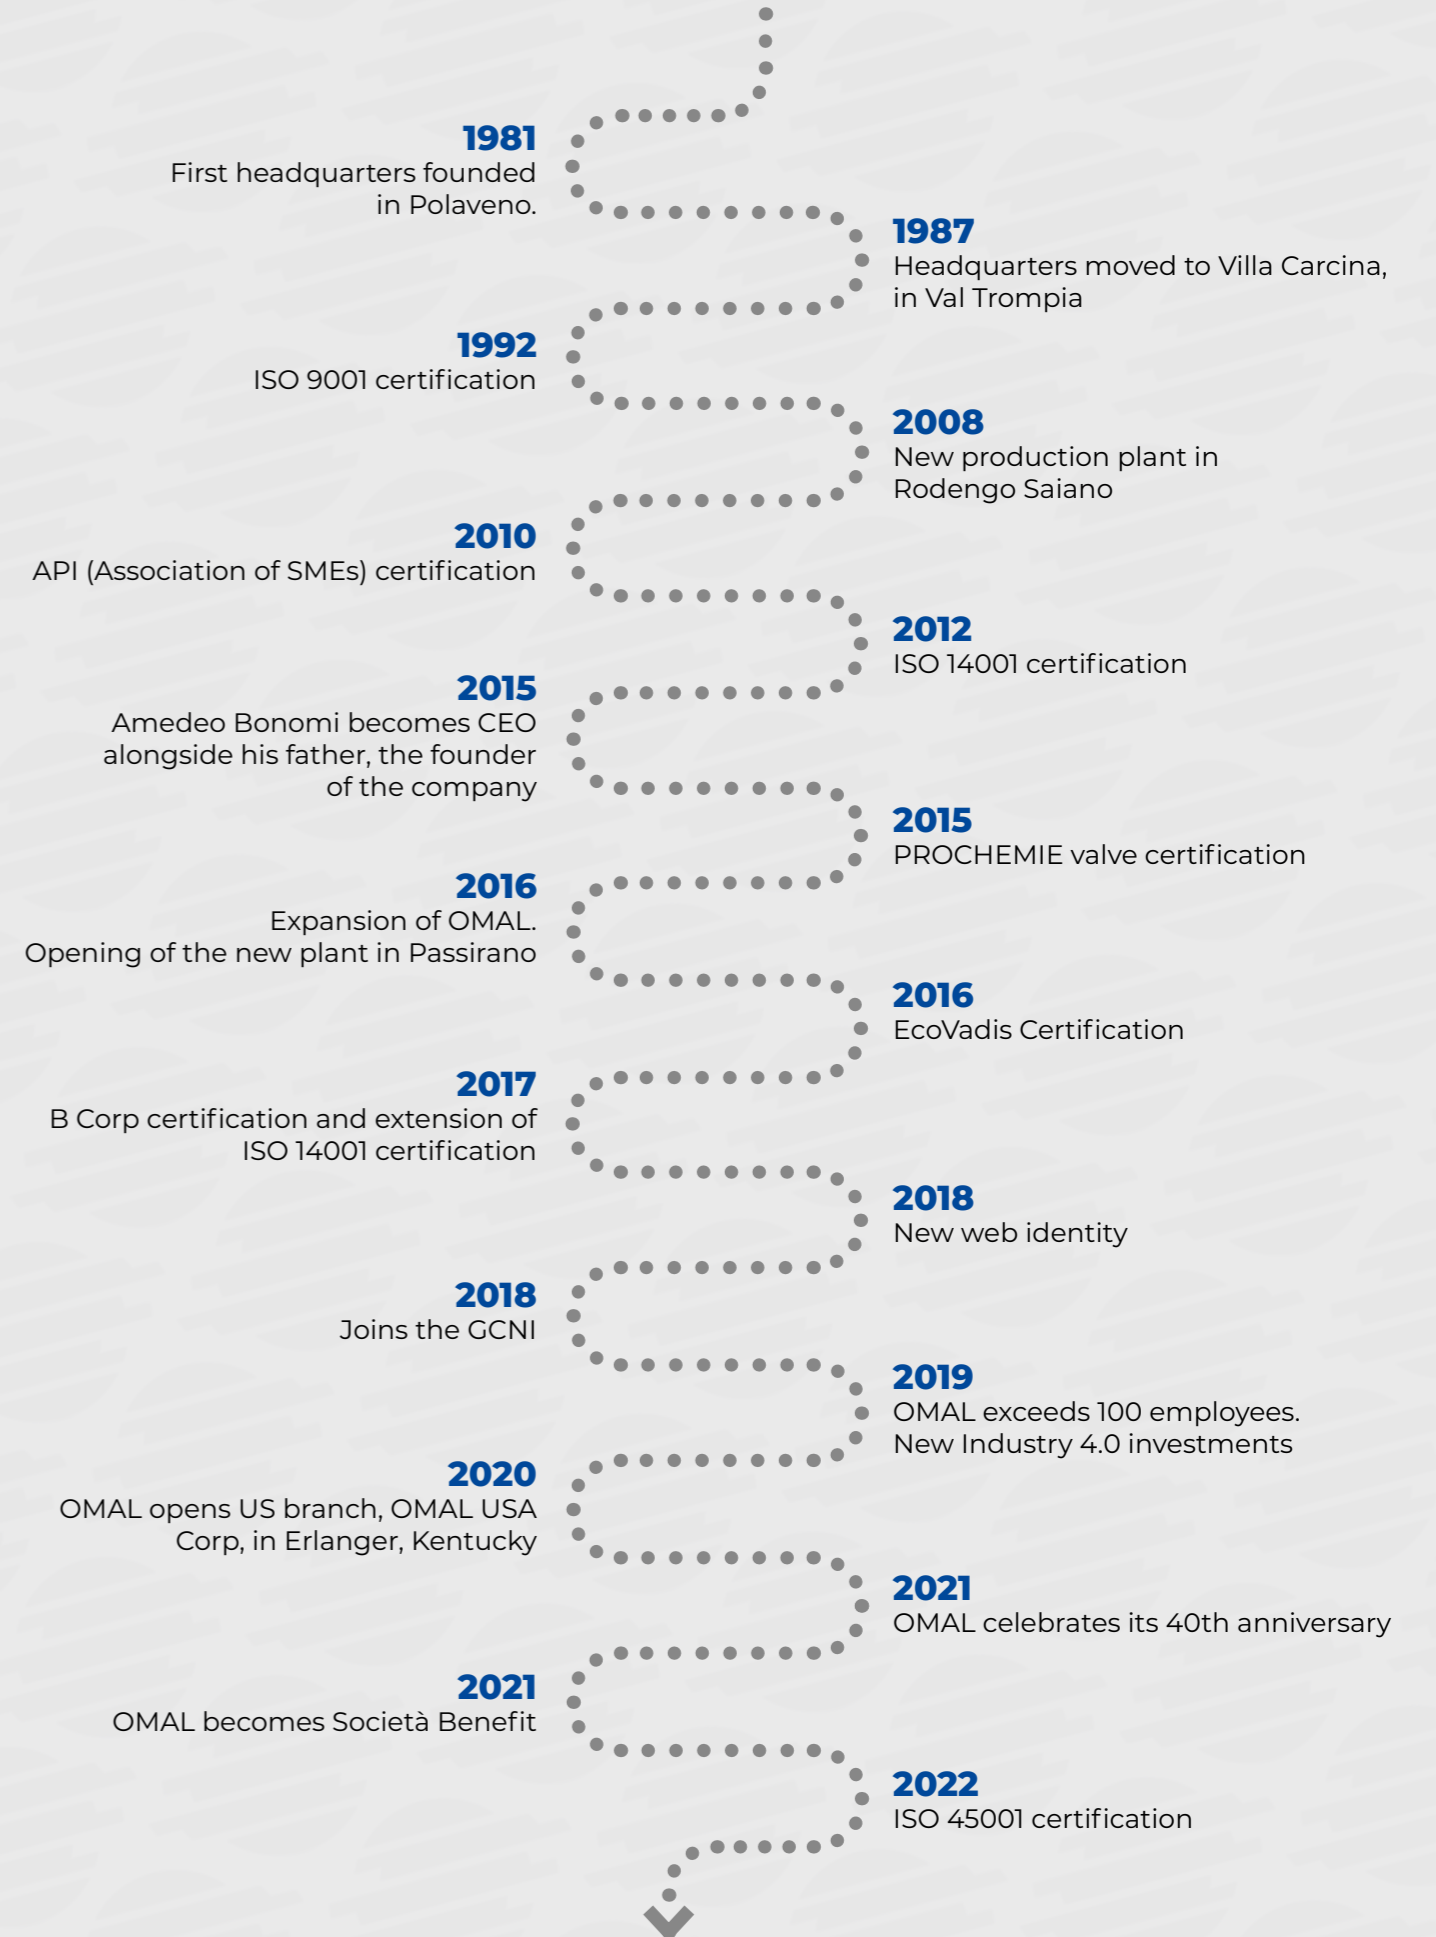 1981
First headquarters founded
in Polaveno.
1987
Headquarters moved to Villa Carcina,
in Val Trompia
1992
ISO 9001 certification
2008
New production plant in
Rodengo Saiano
2010
API (Association of SMEs) certification
2012
ISO 14001 certification
2015
Amedeo Bonomi becomes CEO
alongside his father, the founder
of the company
2015
PROCHEMIE valve certification
2016
Expansion of OMAL.
Opening of the new plant in Passirano
2016
EcoVadis Certification
2017
B Corp certification and extension of
ISO 14001 certification
2018
New web identity
2018
Joins the GCNI
2019
OMAL exceeds 100 employees.
New Industry 4.0 investments
2020
OMAL opens US branch, OMAL USA
Corp, in Erlanger, Kentucky
2021
OMAL celebrates its 40th anniversary
2021
OMAL becomes Società Benefit
2022
ISO 45001 certification